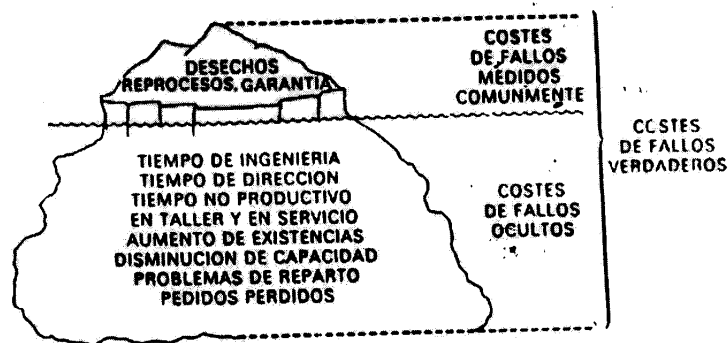 DESECHOS
REPROCESOS. GARANTIA
COSTES
DE FALLOS
MEDIDOS
COMUNMENTE
COSTES
DE FALLOS
VERDADEROS
TIEMPO DE INGENIERIA
TIEMPO DE DIRECCION
TIEMPO NO PRODUCTIVO
EN TALLER Y EN SERVICIO
AUMENTO DE EXISTENCIAS
DISMINUCION DE CAPACIDAD
PROBLEMAS DE REPARTO
PEDIDOS PERDIDOS
COSTES
DE FALLOS
OCULTOS